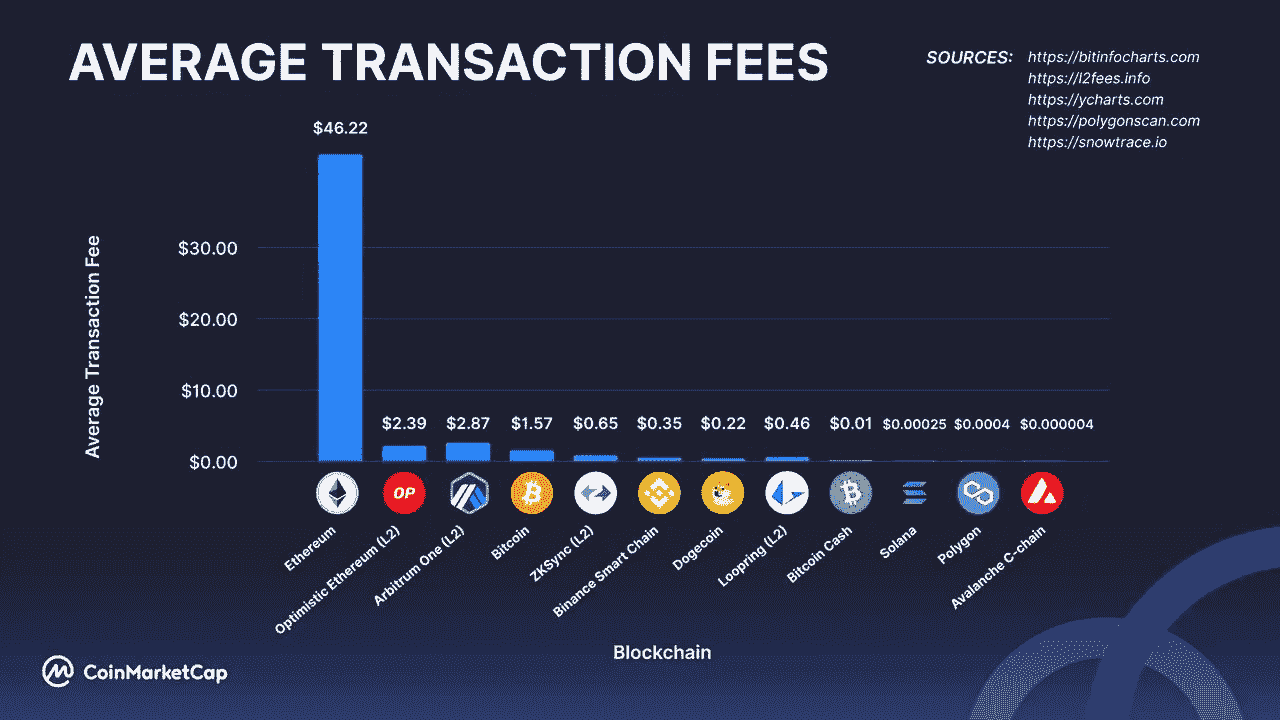 AVERAGE TRANSACTION FEES
SOURCES: https://bitinfocharts.com
https://l2fees.info
https://ycharts.com
https://polygonscan.com
https://snowtrace.io
$46.22
Average Transaction Fee
$30.00
$20.00
$10.00
$0.00
$2.39 $2.87 $1.57 $0.65 $0.35 $0.22 $0.46 $0.01 $0.00025 $0.0004 $0.000004
OP
Ethereum
Optimistic Ethereum (L2)
Arbitrum One (L2)
Bitcoin
ZKSync (L2)
Binance Smart Chain
Dogecoin
Loopring (L2)
Bitcoin Cash
Solana
Polygon
Avalanche C-chain
Blockchain
CoinMarketCap